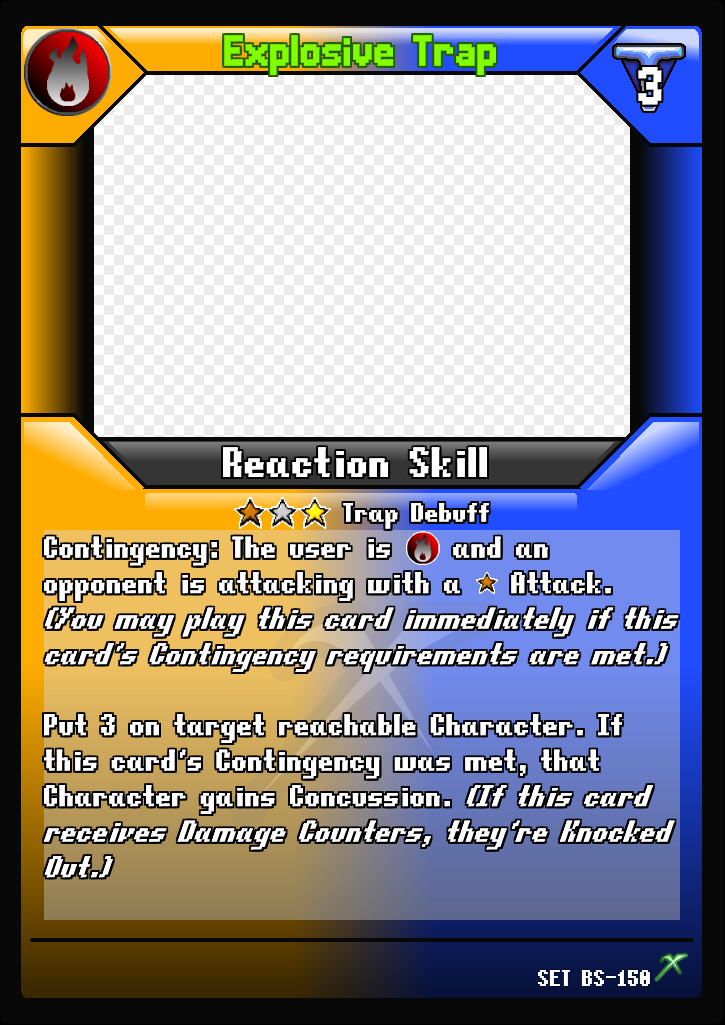 Explosive Trap
3
Reaction Skill
Trap Debuff
Contingency: The user is and an
opponent is attacking with a Attack.
(You may play this card immediately if this
card's Contingency requirements are met.)
Put 3 on target reachable Character. If
this card's Contingency was met, that
Character gains Concussion. (If this card
receives Damage Counters, they're Knocked
Out.)
SET BS-150